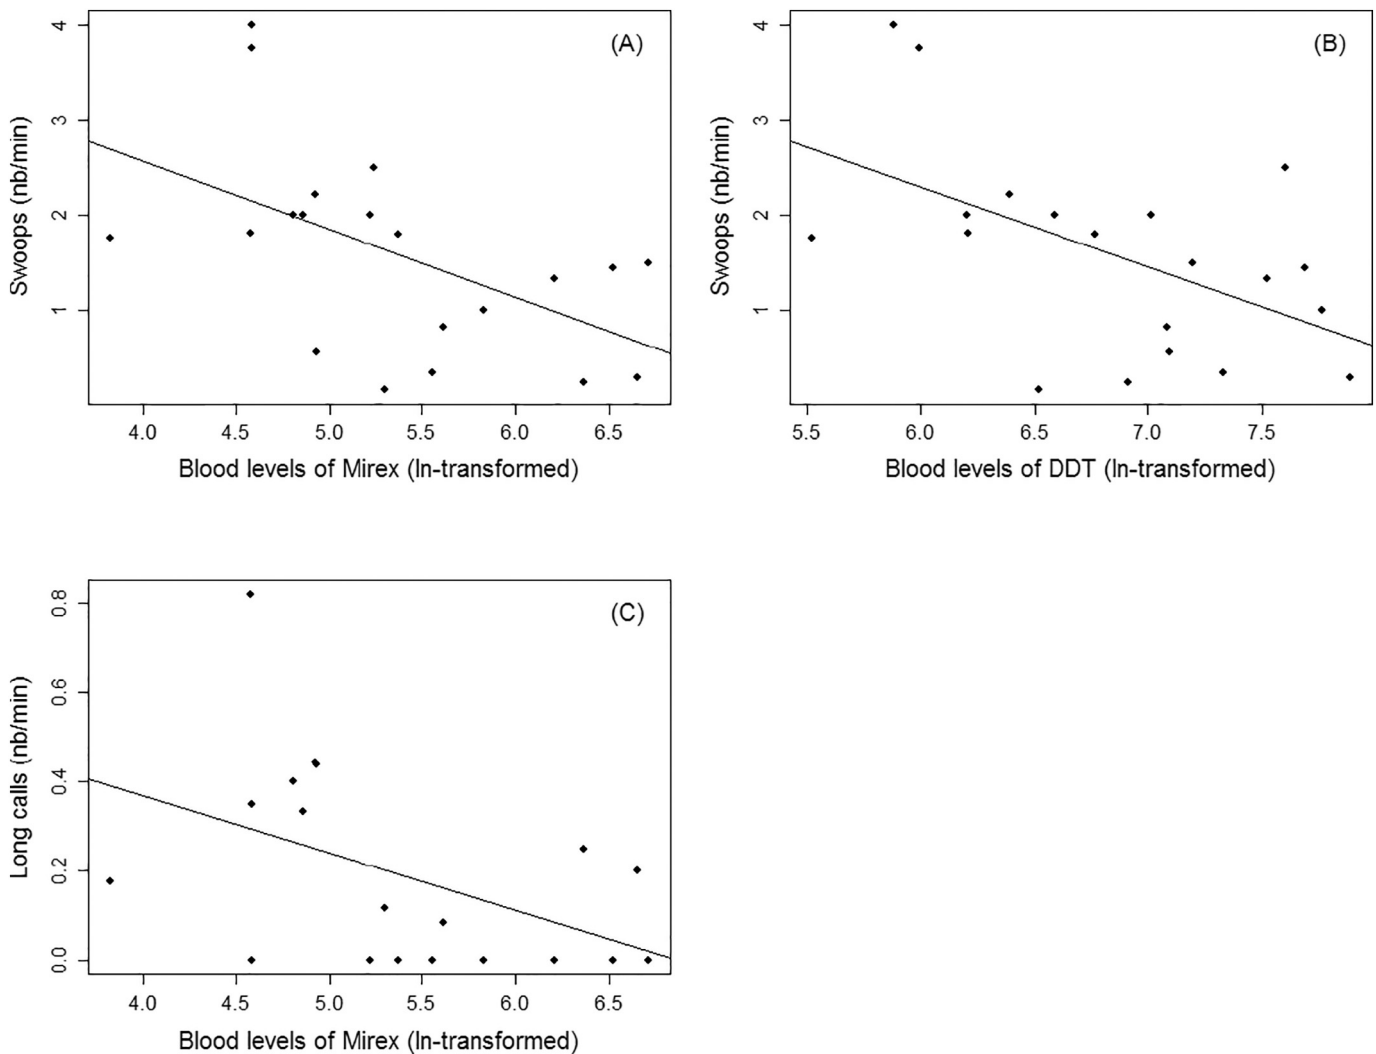 (A)
Swoops (nb/min)
4
3
2
1
4.0 4.5 5.0 5.5 6.0 6.5
Blood levels of Mirex (ln-transformed)
(B)
Swoops (nb/min)
4
3
2
1
5.5 6.0 6.5 7.0 7.5
Blood levels of DDT (ln-transformed)
(C)
Long calls (nb/min)
0.8
0.6
0.4
0.2
0.0
4.0 4.5 5.0 5.5 6.0 6.5
Blood levels of Mirex (ln-transformed)